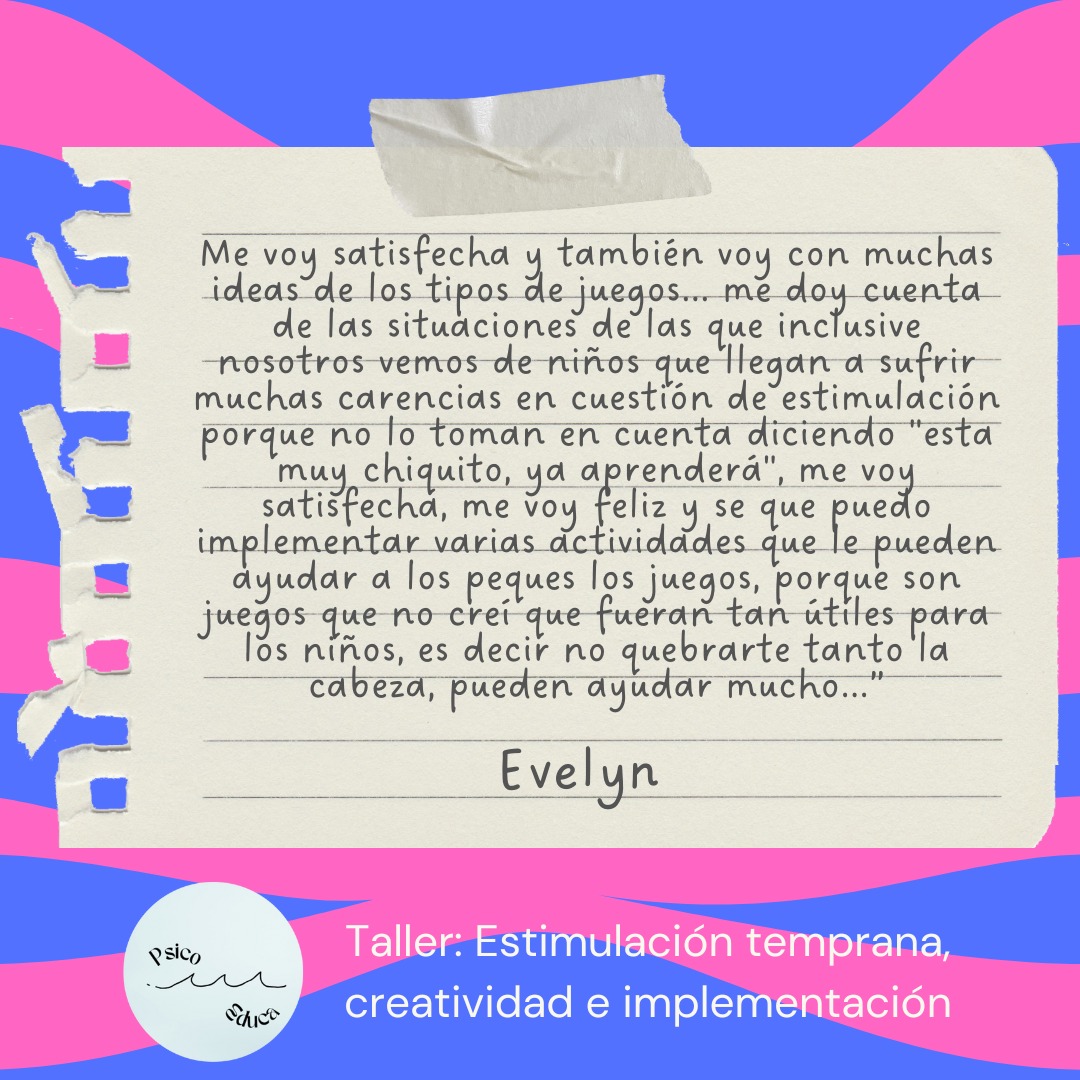 Me voy satisfecha y también voy con muchas
ideas de los tipos de juegos... me doy cuenta
de las situaciones de las que inclusive
nosotros vemos de niños que llegan a sufrir
muchas carencias en cuestión de estimulación
porque no lo toman en cuenta diciendo "esta
muy chiquito, ya aprenderá", me voy
satisfecha, me voy feliz y se que puedo
implementar varias actividades que le pueden
ayudar a los peques los juegos, porque son
juegos que no creí que fueran tan útiles para
los niños, es decir no quebrarte tanto la
cabeza, pueden ayudar mucho..."
Evelyn
Psico
Educa
Taller: Estimulación temprana,
creatividad e implementación